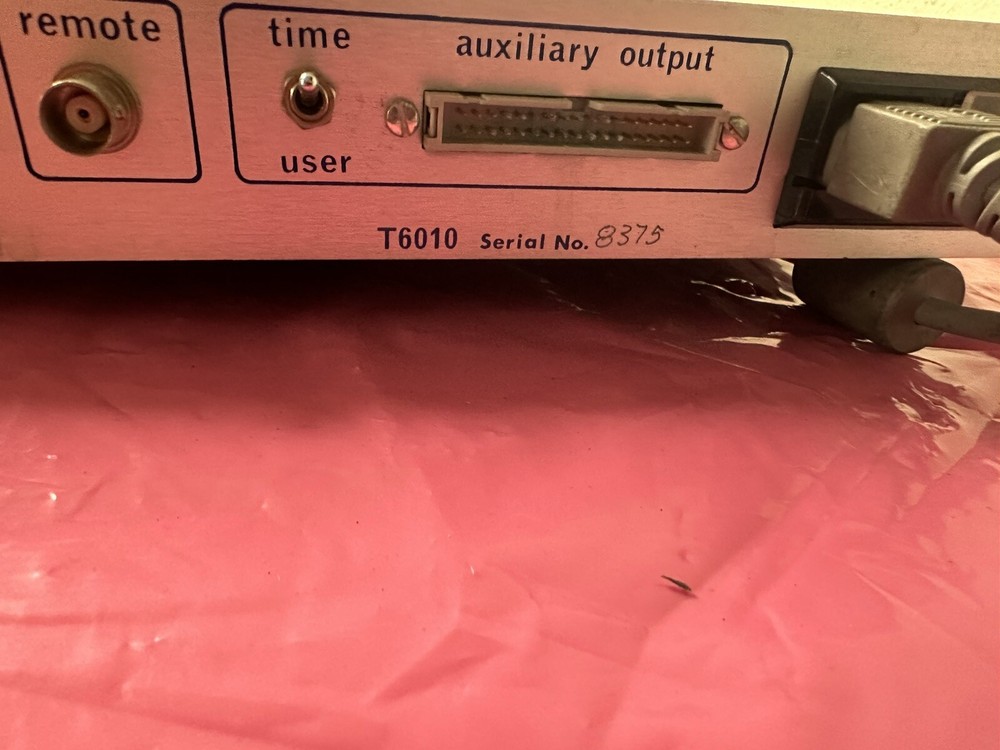 remote
time
auxiliary output
user
T6010 Serial No. 8375